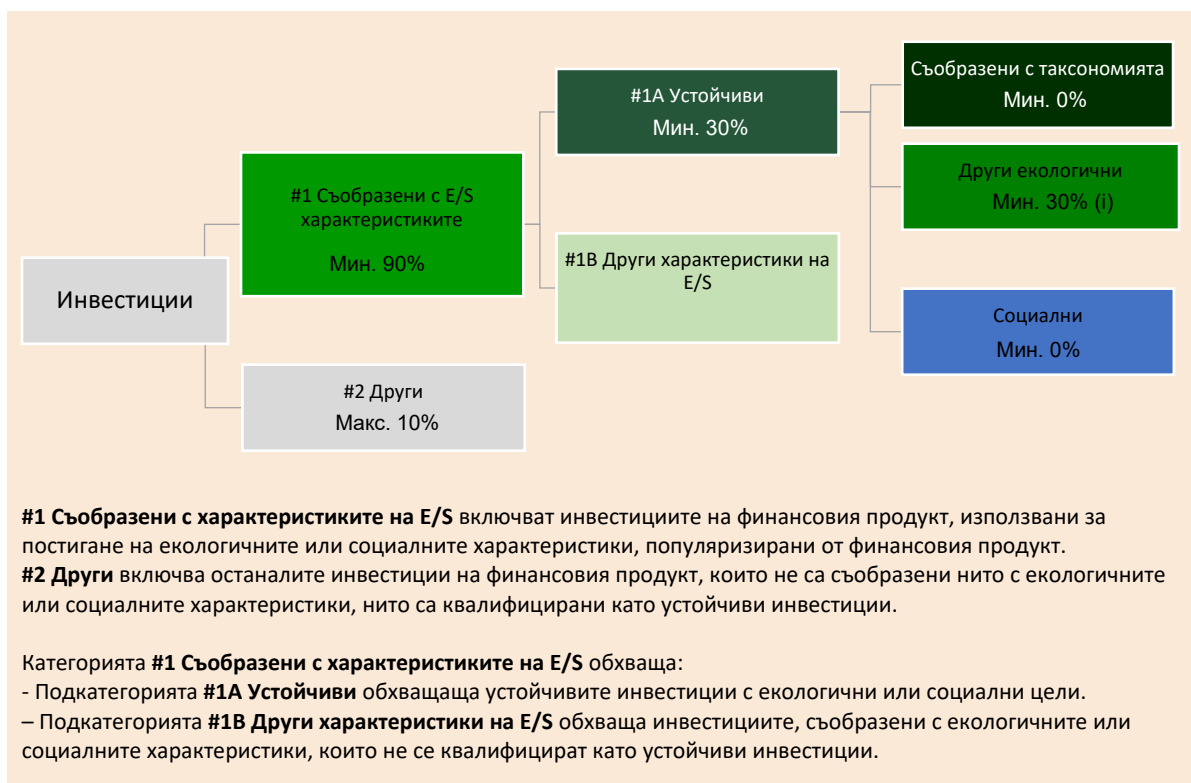 Инвестиции
#1 Съобразени с E/S
характеристиките
Мин. 90%
#2 Други
Макс. 10%
#1A Устойчиви
Мин. 30%
#1B Други характеристики на
E/S
Съобразени с таксономията
Мин. 0%
Други екологични
Мин. 30% (i)
Социални
Мин. 0%
#1 Съобразени с характеристиките на E/S включват инвестициите на финансовия продукт, използвани за
постигане на екологичните или социалните характеристики, популяризирани от финансовия продукт.
#2 Други включва останалите инвестиции на финансовия продукт, които не са съобразени нито с екологичните
или социалните характеристики, нито са квалифицирани като устойчиви инвестиции.
Категорията #1 Съобразени с характеристиките на E/S обхваща:
- Подкатегорията #1A Устойчиви обхващаща устойчивите инвестиции с екологични или социални цели.
– Подкатегорията #1B Други характеристики на E/S обхваща инвестициите, съобразени с екологичните или
социалните характеристики, които не се квалифицират като устойчиви инвестиции.